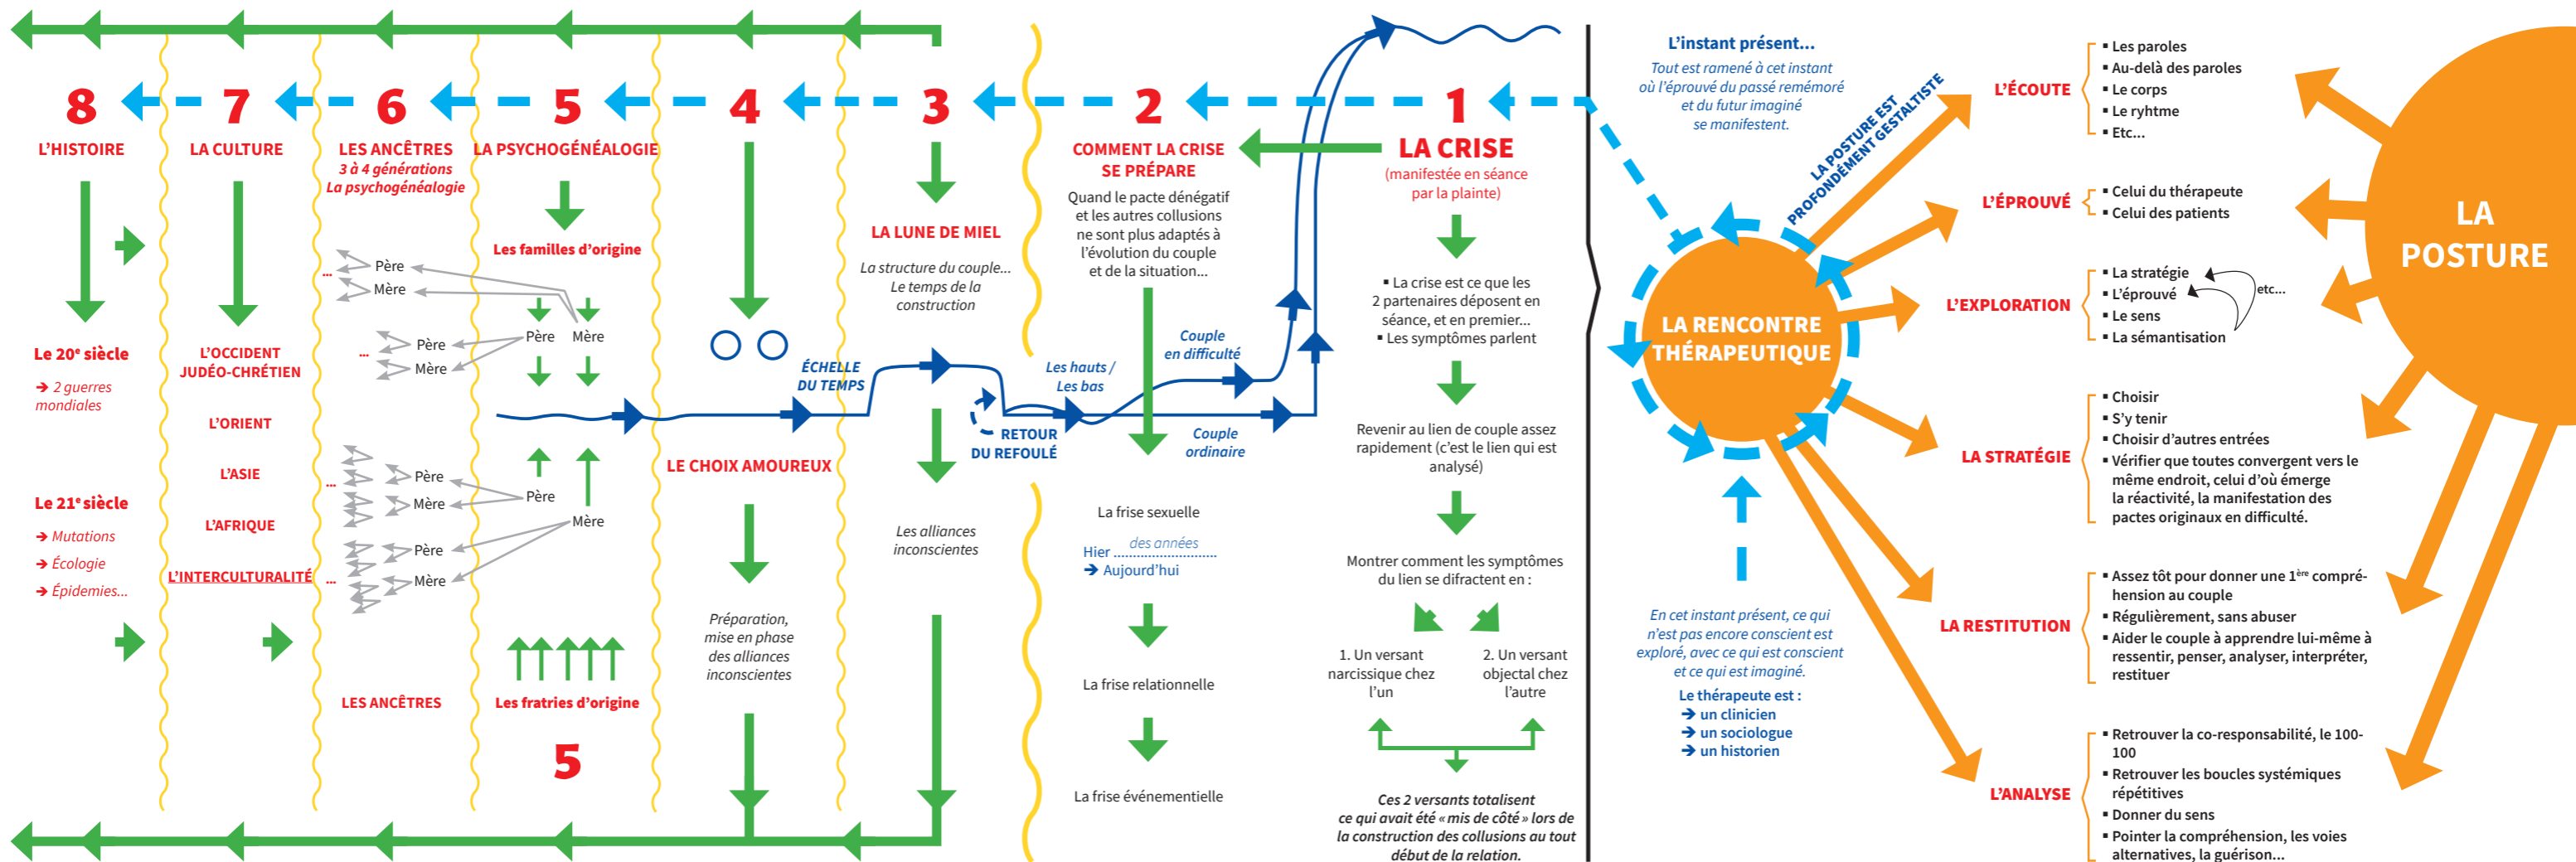 8
L’HISTOIRE
Le 20e siècle
➔ 2 guerres
mondiales
Le 21e siècle
➔ Mutations
➔ Écologie
➔ Épidemies...
7
LA CULTURE
L’OCCIDENT
JUDÉO-CHRÉTIEN
L’ORIENT
L’ASIE
L’AFRIQUE
L’INTERCULTURALITÉ
6
LES ANCÊTRES
3 à 4 générations
La psychogénéalogie
...
Père
Mère
...
Père
Mère
...
Père
Mère
...
Père
Mère
LES ANCÊTRES
5
LA PSYCHOGÉNÉALOGIE
Les familles d’origine
Père Mère
Père
Mère
Les fratries d’origine
5
4
LE CHOIX AMOUREUX
Préparation,
mise en phase
des alliances
inconscientes
ÉCHELLE
DU TEMPS
3
LA LUNE DE MIEL
La structure du couple...
Le temps de la
construction
RETOUR
DU REFOULÉ
Les alliances
inconscientes
2
COMMENT LA CRISE
SE PRÉPARE
Quand le pacte dénégatif
et les autres collusions
ne sont plus adaptés à
l’évolution du couple
et de la situation...
Les hauts /
Les bas
Couple
en difficulté
Couple
ordinaire
La frise sexuelle
des années
Hier ..........................
➔ Aujourd’hui
La frise relationnelle
La frise événementielle
1
LA CRISE
(manifestée en séance
par la plainte)
▪ La crise est ce que les
2 partenaires déposent en
séance, et en premier...
▪ Les symptômes parlent
Revenir au lien de couple assez
rapidement (c’est le lien qui est
analysé)
Montrer comment les symptômes
du lien se difractent en :
1. Un versant
narcissique chez
l’un
2. Un versant
objectal chez
l’autre
Ces 2 versants totalisent
ce qui avait été « mis de côté » lors de
la construction des collusions au tout
début de la relation.
L’instant présent...
Tout est ramené à cet instant
où l’éprouvé du passé remémoré
et du futur imaginé
se manifestent.
LA POSTURE EST
PROFONDÉMENT GESTALTISTE
LA RENCONTRE
THÉRAPEUTIQUE
En cet instant présent, ce qui
n’est pas encore conscient est
exploré, avec ce qui est conscient
et ce qui est imaginé.
Le thérapeute est :
➔ un clinicien
➔ un sociologue
➔ un historien
L’ÉCOUTE
▪ Les paroles
▪ Au-delà des paroles
▪ Le corps
▪ Le ryhtme
▪ Etc...
L’ÉPROUVÉ
▪ Celui du thérapeute
▪ Celui des patients
L’EXPLORATION
▪ La stratégie
▪ L’éprouvé
▪ Le sens
▪ La sémantisation
etc...
LA STRATÉGIE
▪ Choisir
▪ S’y tenir
▪ Choisir d’autres entrées
▪ Vérifier que toutes convergent vers le
même endroit, celui d’où émerge
la réactivité, la manifestation des
pactes originaux en difficulté.
LA RESTITUTION
▪ Assez tôt pour donner une 1ère compré-
hension au couple
▪ Régulièrement, sans abuser
▪ Aider le couple à apprendre lui-même à
ressentir, penser, analyser, interpréter,
restituer
L’ANALYSE
▪ Retrouver la co-responsabilité, le 100-
100
▪ Retrouver les boucles systémiques
répétitives
▪ Donner du sens
▪ Pointer la compréhension, les voies
alternatives, la guérison...
LA
POSTURE